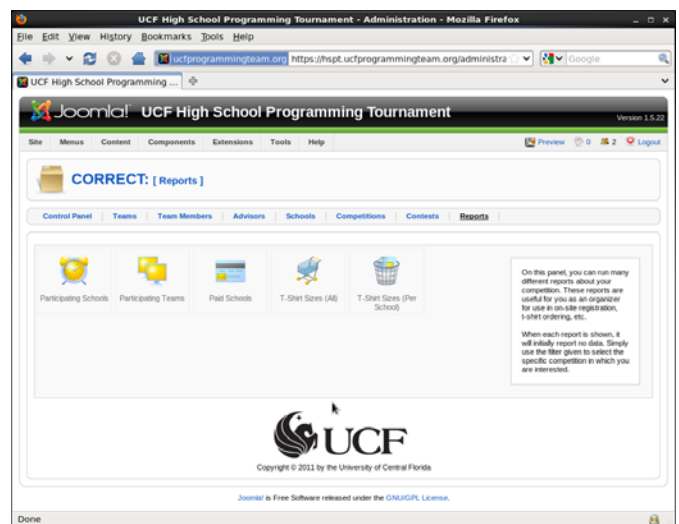 UCF High School Programming Tournament - Administration - Mozilla Firefox
File Edit View History Bookmarks Tools Help
ucfprogrammingteam.org https://hspt.ucfprogrammingteam.org/administra Google
UCF High School Programming ...
Joomla! UCF High School Programming Tournament
Version 1.5.22
Site Menus Content Components Extensions Tools Help Preview 0 2 Logout
CORRECT: [ Reports ]
Control Panel Teams Team Members Advisors Schools Competitions Contests Reports
Participating Schools Participating Teams Paid Schools T-Shirt Sizes (All) T-Shirt Sizes (Per School)
On this panel, you can run many
different reports about your
competition. These reports are
useful for you as an organizer
for use in on-site registration,
t-shirt ordering, etc.
When each report is shown, it
will initially report no data. Simply
use the filter given to select the
specific competition in which you
are interested.
UCF
Copyright © 2011 by the University of Central Florida
Joomla! is Free Software released under the GNU/GPL License.
Done